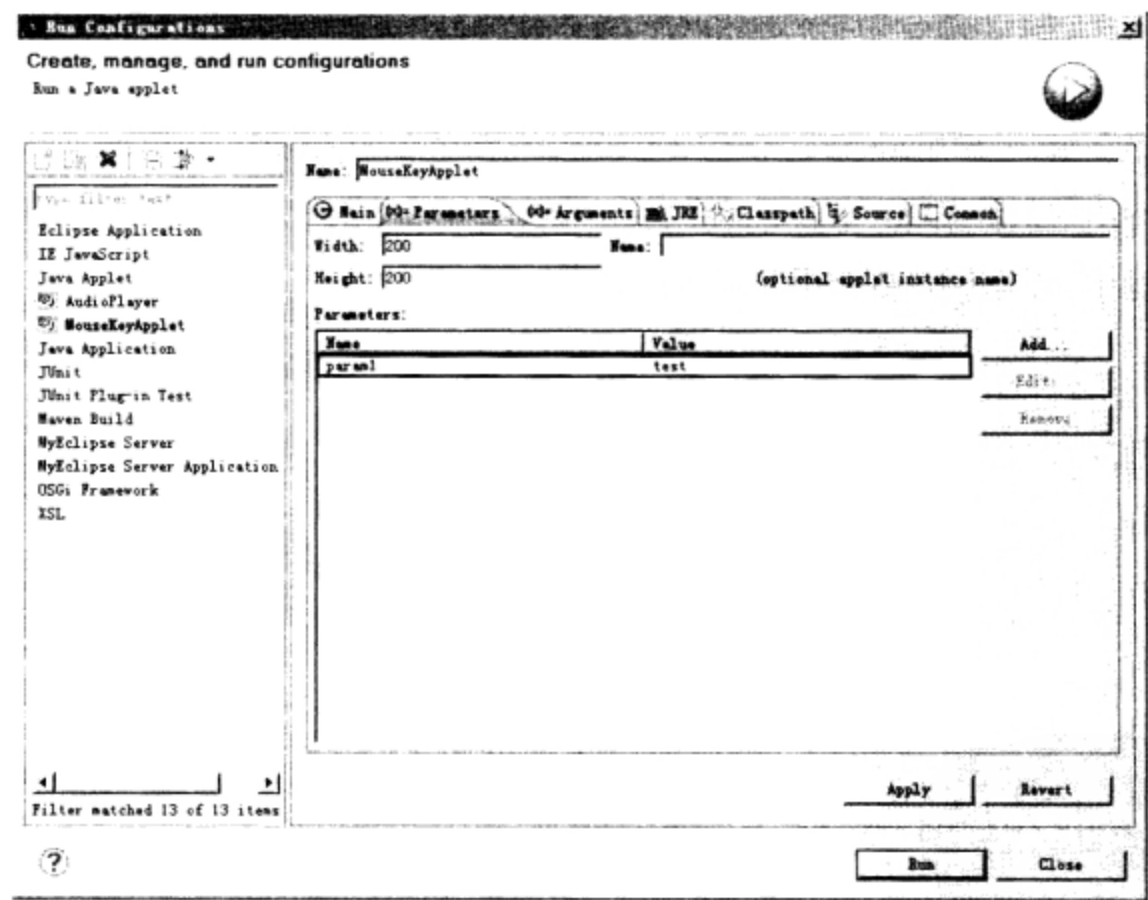 Run Configurations
Create, manage, and run configurations
Run a Java applet
type filter text
Eclipse Application
IE JavaScript
Java Applet
AudioPlayer
MouseKeyApplet
Java Application
JUnit
JUnit Plug-in Test
Maven Build
MyEclipse Server
MyEclipse Server Application
OSGi Framework
XSL
Filter matched 13 of 13 items
Name: MouseKeyApplet
Main Parameters Arguments JRE Classpath Source Common
Width: 200 Name:
Height: 200 (optional applet instance name)
Parameters:
Name Value
param1 test
Add...
Edit...
Remove
Apply Revert
Run Close